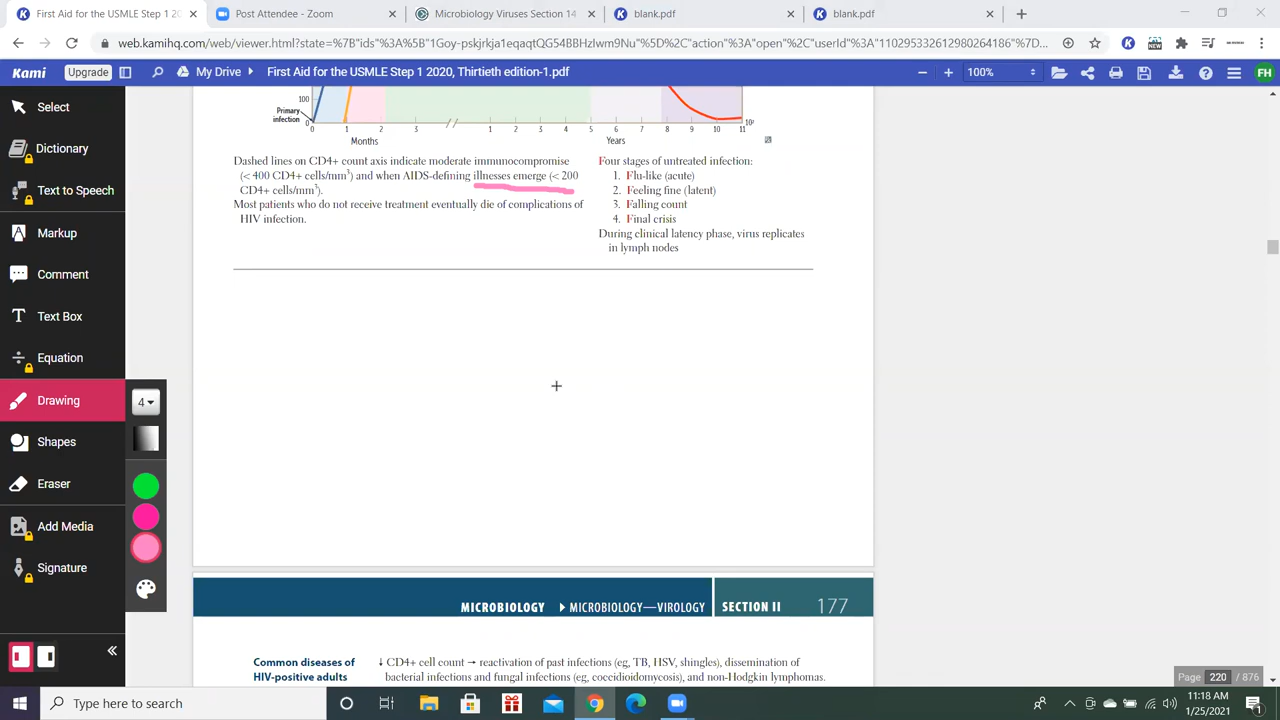 First Aid for the USMLE Step 1 20
Post Attendee - Zoom
Microbiology Viruses Section 14
blank.pdf
blank.pdf
web.kamihq.com/web/viewer.html?state=%7B"ids"%3A%5B"1Goy-pskjkja1eqaqtnQG54BBHzlwm9Nu"%5D%2C"action"%3A"open"%2C"userId"%3A"110295332612980264186"%7D...
NEW
Kami
Upgrade
My Drive
First Aid for the USMLE Step 1 2020, Thirtieth edition-1.pdf
100%
FH
Select
Dictionary
Text to Speech
Markup
Comment
Text Box
Equation
Drawing
4
Shapes
Eraser
Add Media
Signature
100
Primary
infection
0
0 1 2 3 1 2 3 4 5 6 7 8 9 10 11
10²
Months
Years
Dashed lines on CD4+ count axis indicate moderate immunocompromise
(< 400 CD4+ cells/mm³) and when AIDS-defining illnesses emerge (< 200
CD4+ cells/mm³).
Most patients who do not receive treatment eventually die of complications of
HIV infection.
Four stages of untreated infection:
1. Flu-like (acute)
2. Feeling fine (latent)
3. Falling count
4. Final crisis
During clinical latency phase, virus replicates
in lymph nodes
MICROBIOLOGY ▶ MICROBIOLOGY—VIROLOGY SECTION II 177
Common diseases of
HIV-positive adults
↓ CD4+ cell count → reactivation of past infections (eg, TB, HSV, shingles), dissemination of
bacterial infections and fungal infections (eg, coccidioidomycosis), and non-Hodgkin lymphomas.
Page 220 / 876
Type here to search
11:18 AM
1/25/2021